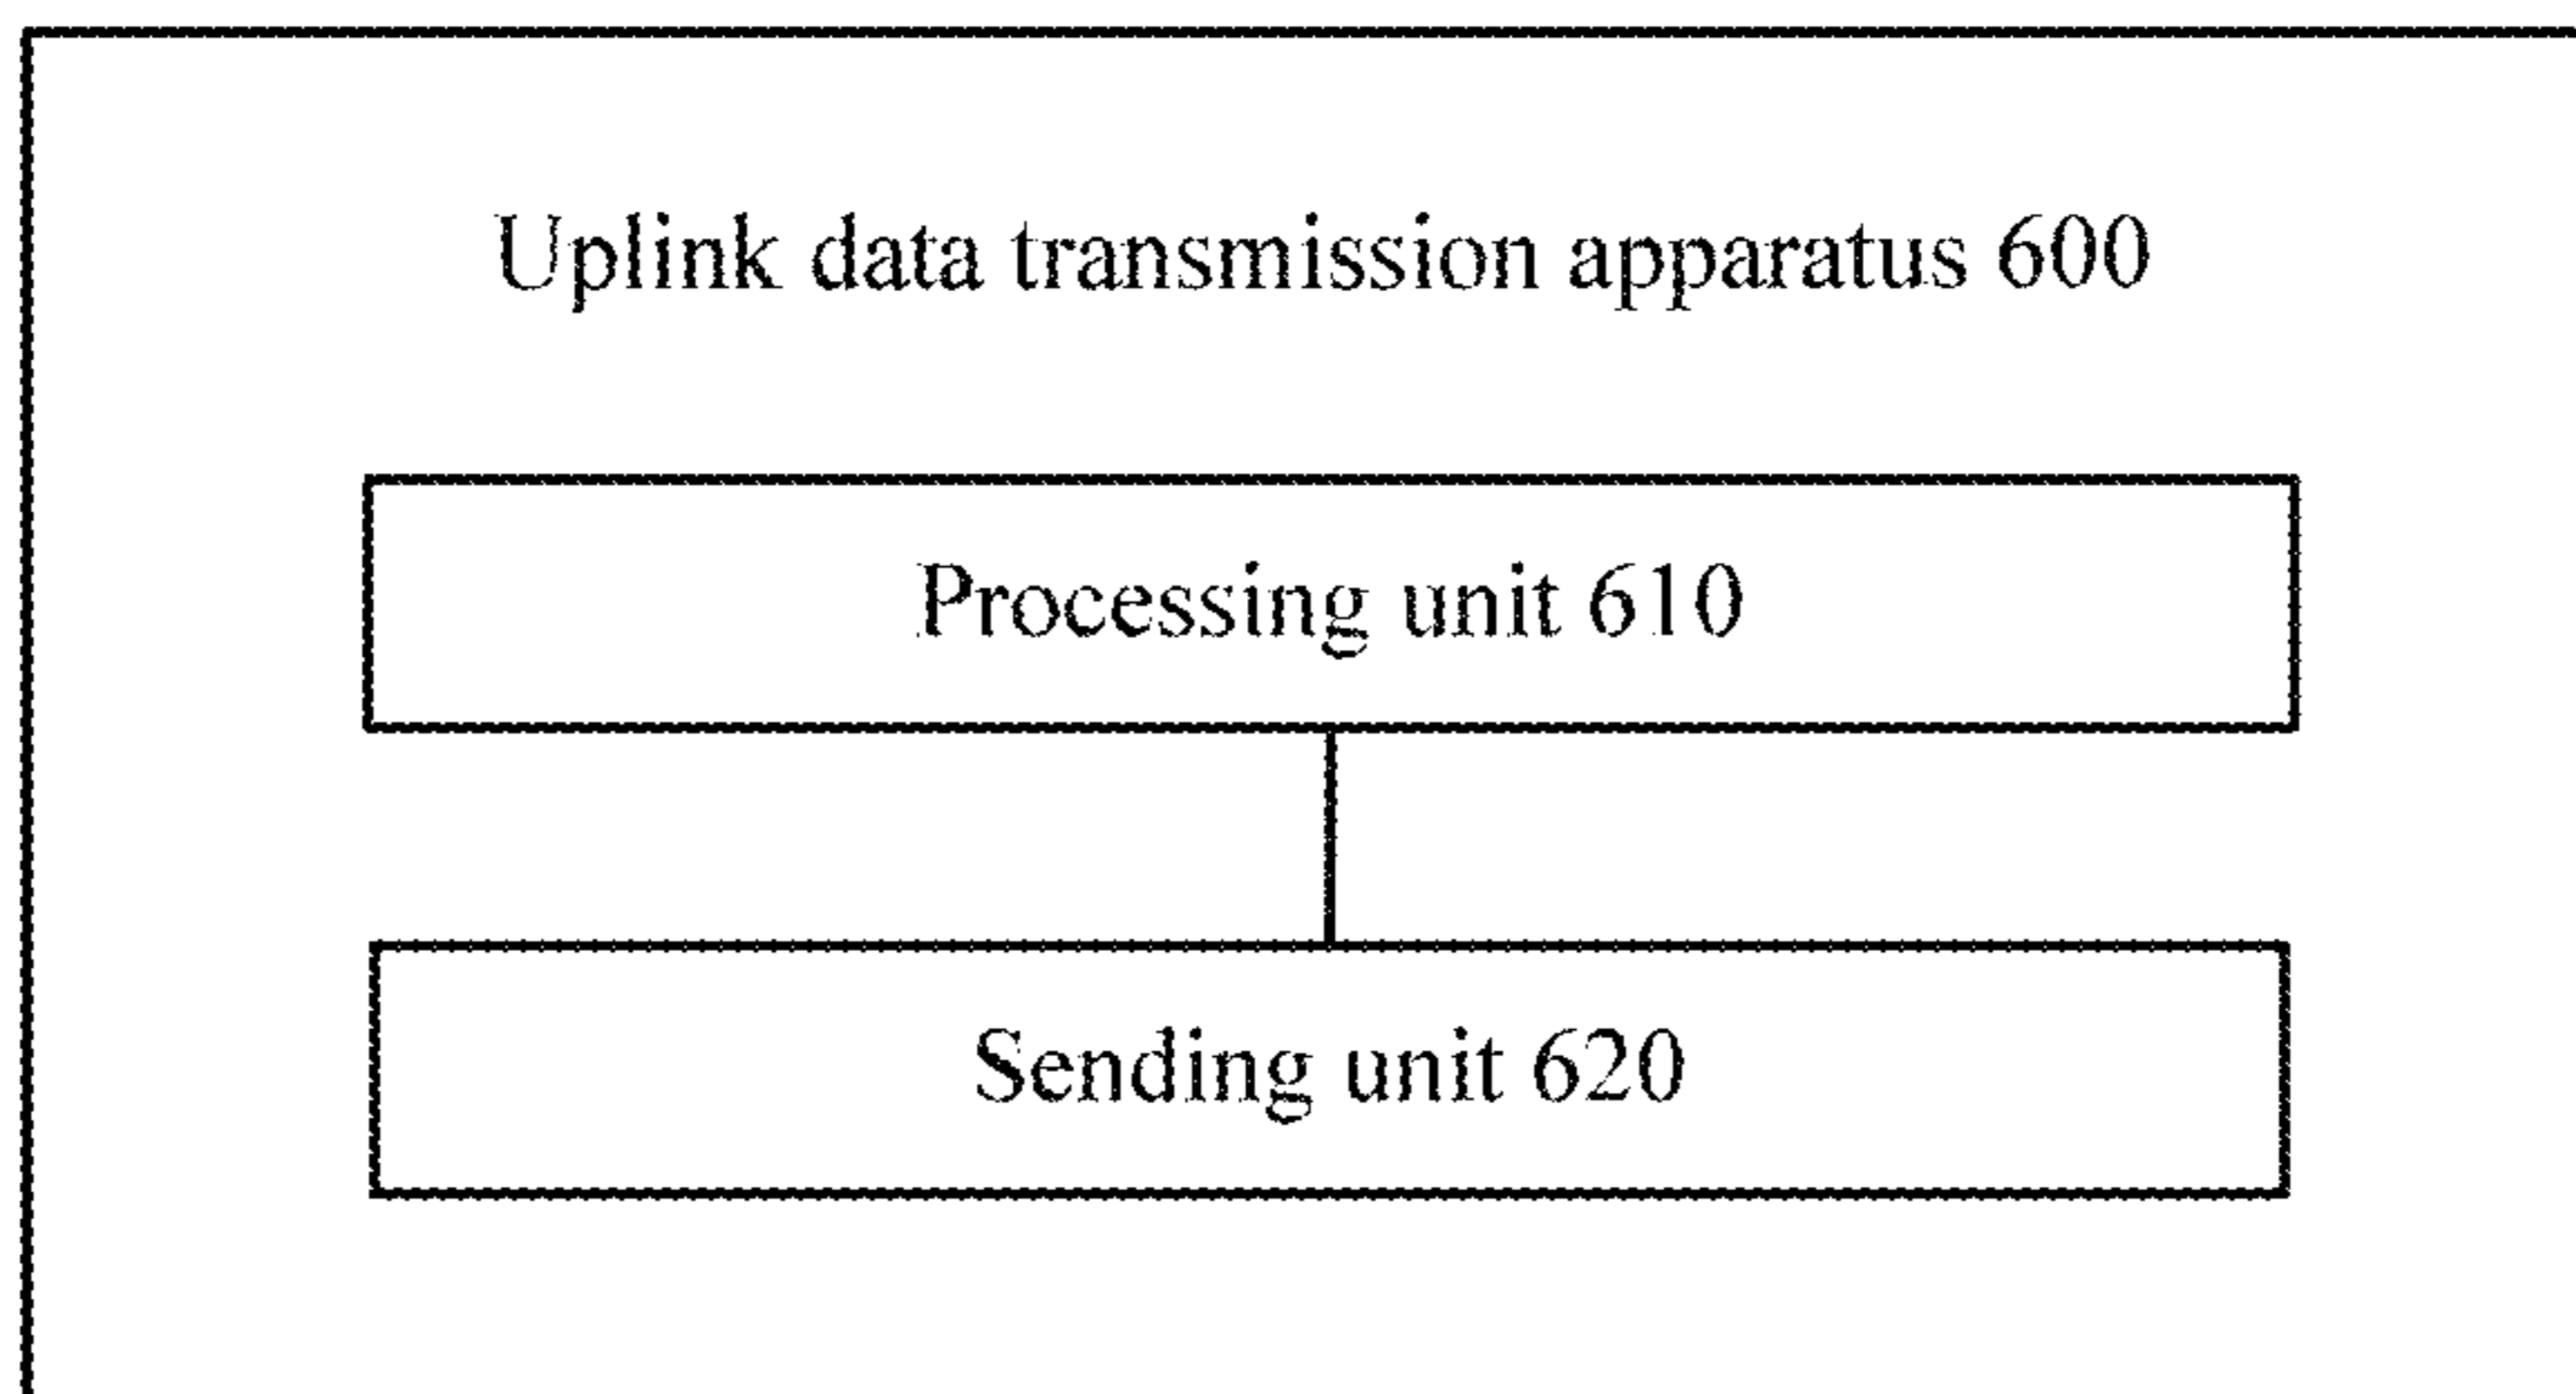 Uplink data transmission apparatus 600
Processing unit 610
Sending unit 620